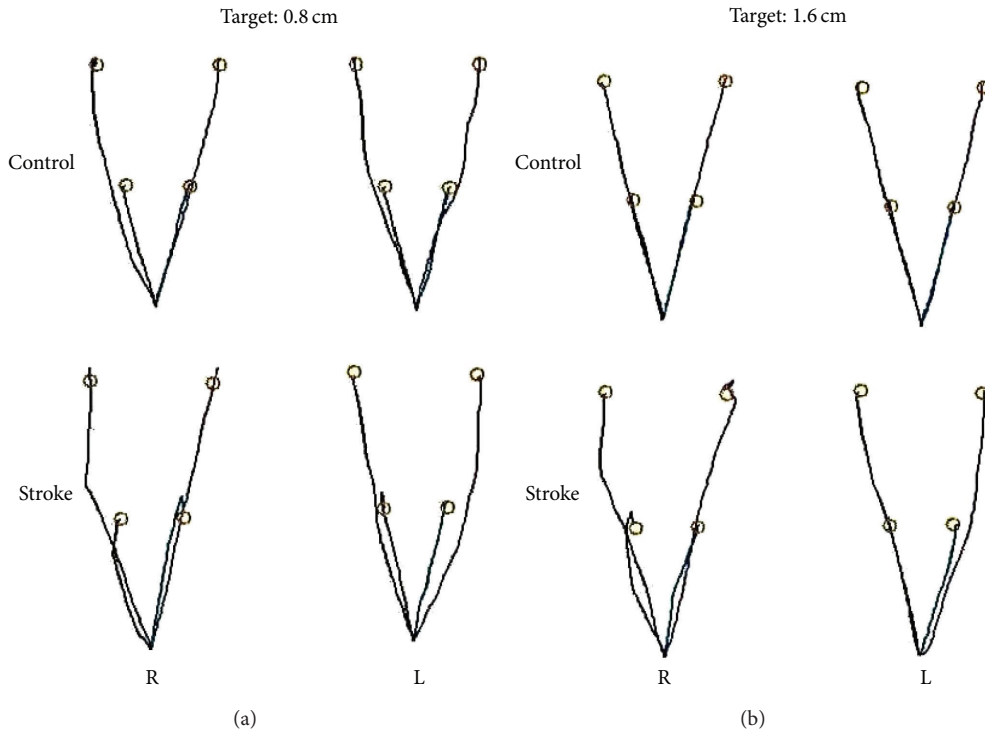 Target: 0.8 cm
Target: 1.6 cm
Control
Control
Stroke
Stroke
R
L
R
L
(a)
(b)